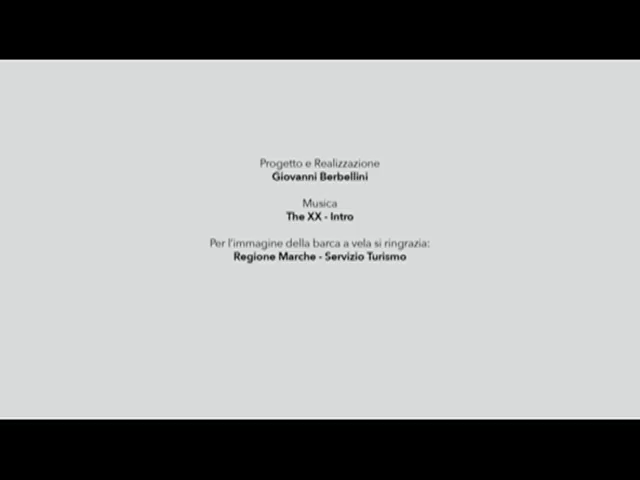 Progetto e Realizzazione
Giovanni Berbellini
Musica
The XX - Intro
Per l'immagine della barca a vela si ringrazia:
Regione Marche - Servizio Turismo